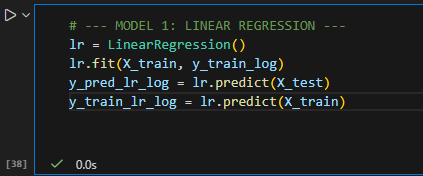 # --- MODEL 1: LINEAR REGRESSION ---
lr = LinearRegression()
lr.fit(X_train, y_train_log)
y_pred_lr_log = lr.predict(X_test)
y_train_lr_log = lr.predict(X_train)
[38]
0.0s